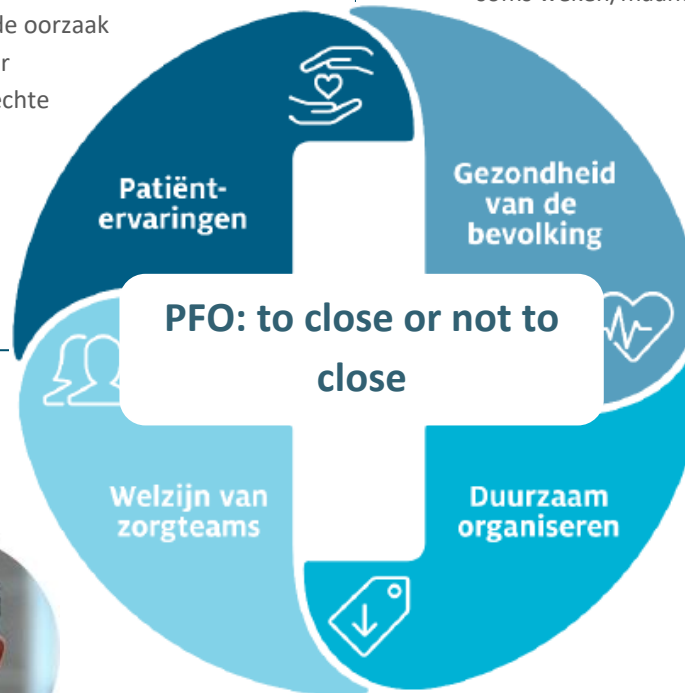 de oorzaak
Patiënt-
ervaringen
Gezondheid
van de
bevolking
PFO: to close or not to
close
Welzijn van
zorgteams
Duurzaam
organiseren